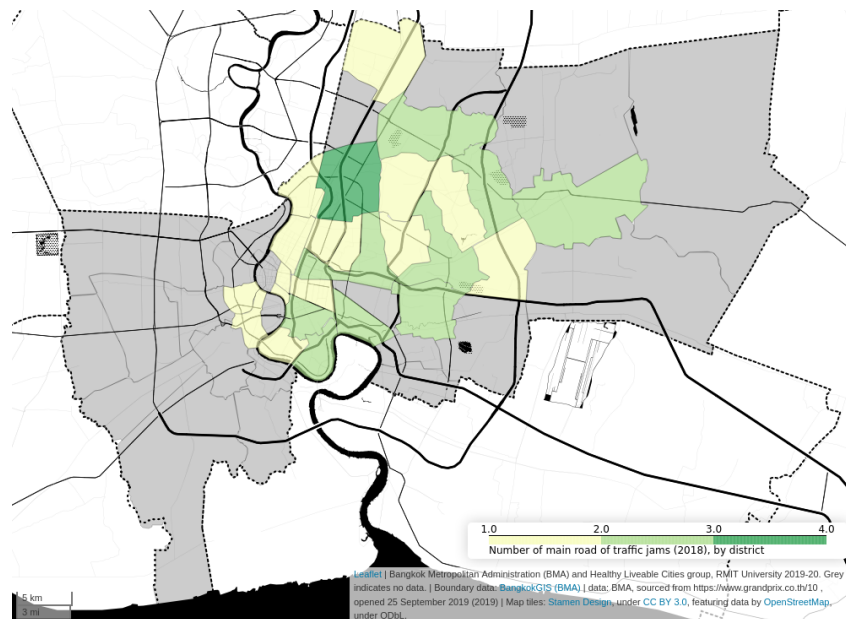 1.0 2.0 3.0 4.0
Number of main road of traffic jams (2018), by district
5 km
3 mi
Leaflet | Bangkok Metropolitan Administration (BMA) and Healthy Liveable Cities group, RMIT University 2019-20. Grey
indicates no data. | Boundary data: BangkokGIS (BMA) | data: BMA, sourced from https://www.grandprix.co.th/10 ,
opened 25 September 2019 (2019) | Map tiles: Stamen Design, under CC BY 3.0, featuring data by OpenStreetMap,
under ODbL.